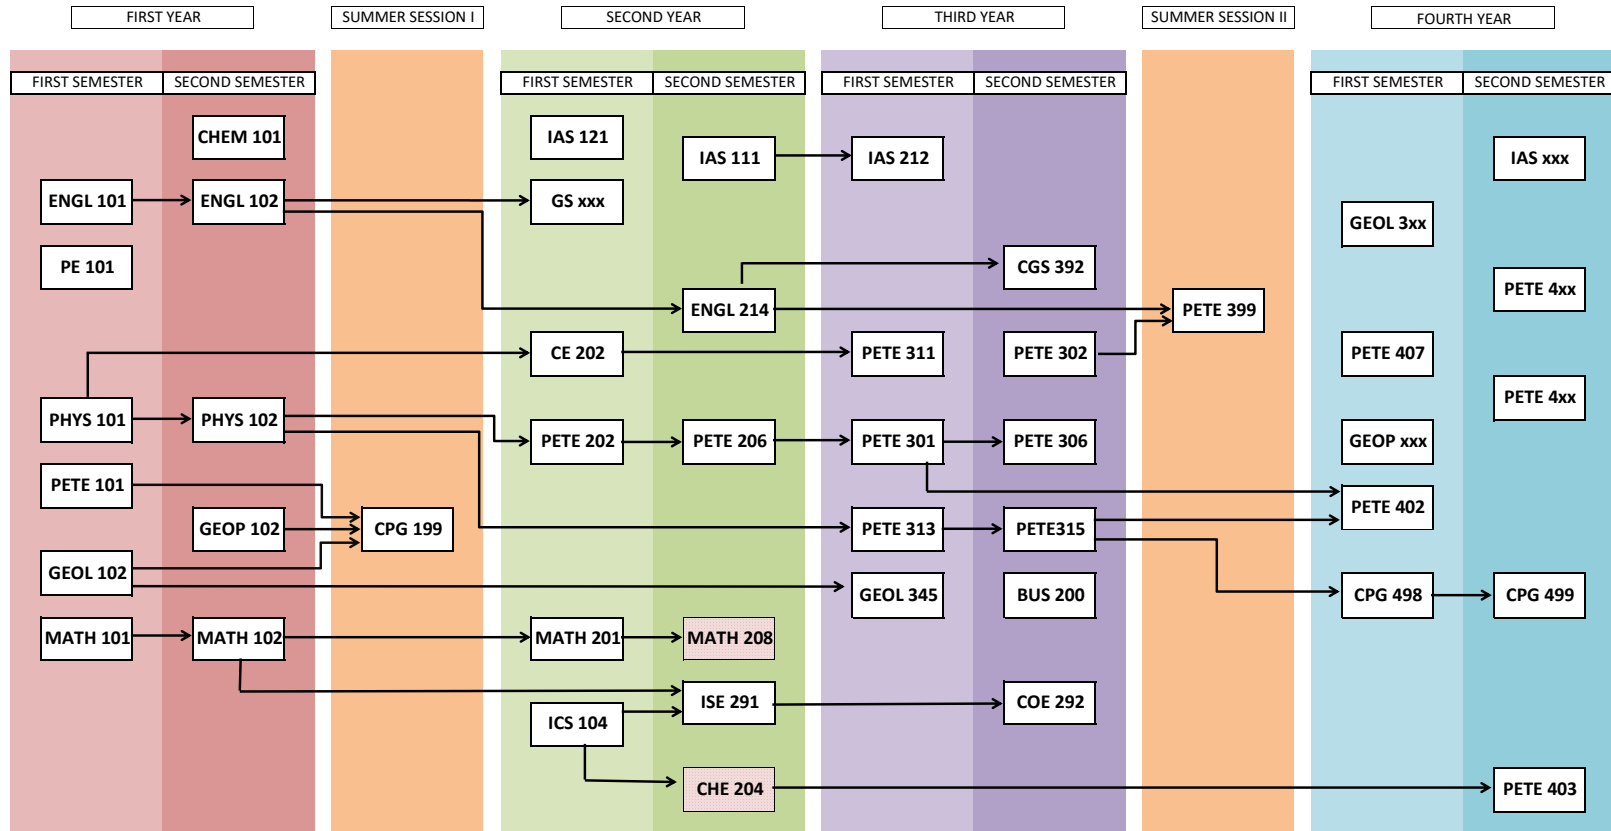 FIRST YEAR
SUMMER SESSION I
SECOND YEAR
THIRD YEAR
SUMMER SESSION II
FOURTH YEAR
FIRST SEMESTER
SECOND SEMESTER
FIRST SEMESTER
SECOND SEMESTER
FIRST SEMESTER
SECOND SEMESTER
FIRST SEMESTER
SECOND SEMESTER
CHEM 101
IAS 121
IAS 111
IAS 212
IAS xxx
ENGL 101
ENGL 102
GS xxx
GEOL 3xx
PE 101
CGS 392
PETE 4xx
ENGL 214
PETE 399
CE 202
PETE 311
PETE 302
PETE 407
PETE 4xx
PHYS 101
PHYS 102
PETE 202
PETE 206
PETE 301
PETE 306
GEOP xxx
PETE 101
PETE 402
GEOP 102
CPG 199
PETE 313
PETE315
GEOL 102
GEOL 345
BUS 200
CPG 498
CPG 499
MATH 101
MATH 102
MATH 201
MATH 208
ISE 291
COE 292
ICS 104
CHE 204
PETE 403